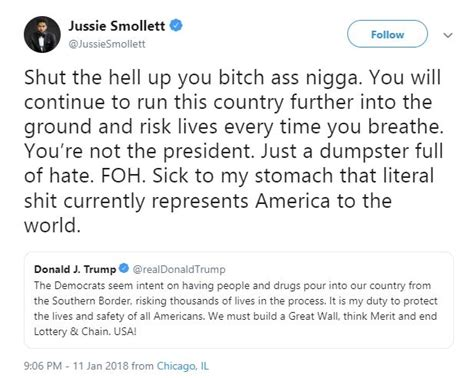 Jussie Smollett
@JussieSmollett
Follow
Shut the hell up you bitch ass nigga. You will
continue to run this country further into the
ground and risk lives every time you breathe.
You’re not the president. Just a dumpster full
of hate. FOH. Sick to my stomach that literal
shit currently represents America to the
world.
Donald J. Trump @realDonaldTrump
The Democrats seem intent on having people and drugs pour into our country from
the Southern Border, risking thousands of lives in the process. It is my duty to protect
the lives and safety of all Americans. We must build a Great Wall, think Merit and end
Lottery & Chain. USA!
9:06 PM - 11 Jan 2018 from Chicago, IL